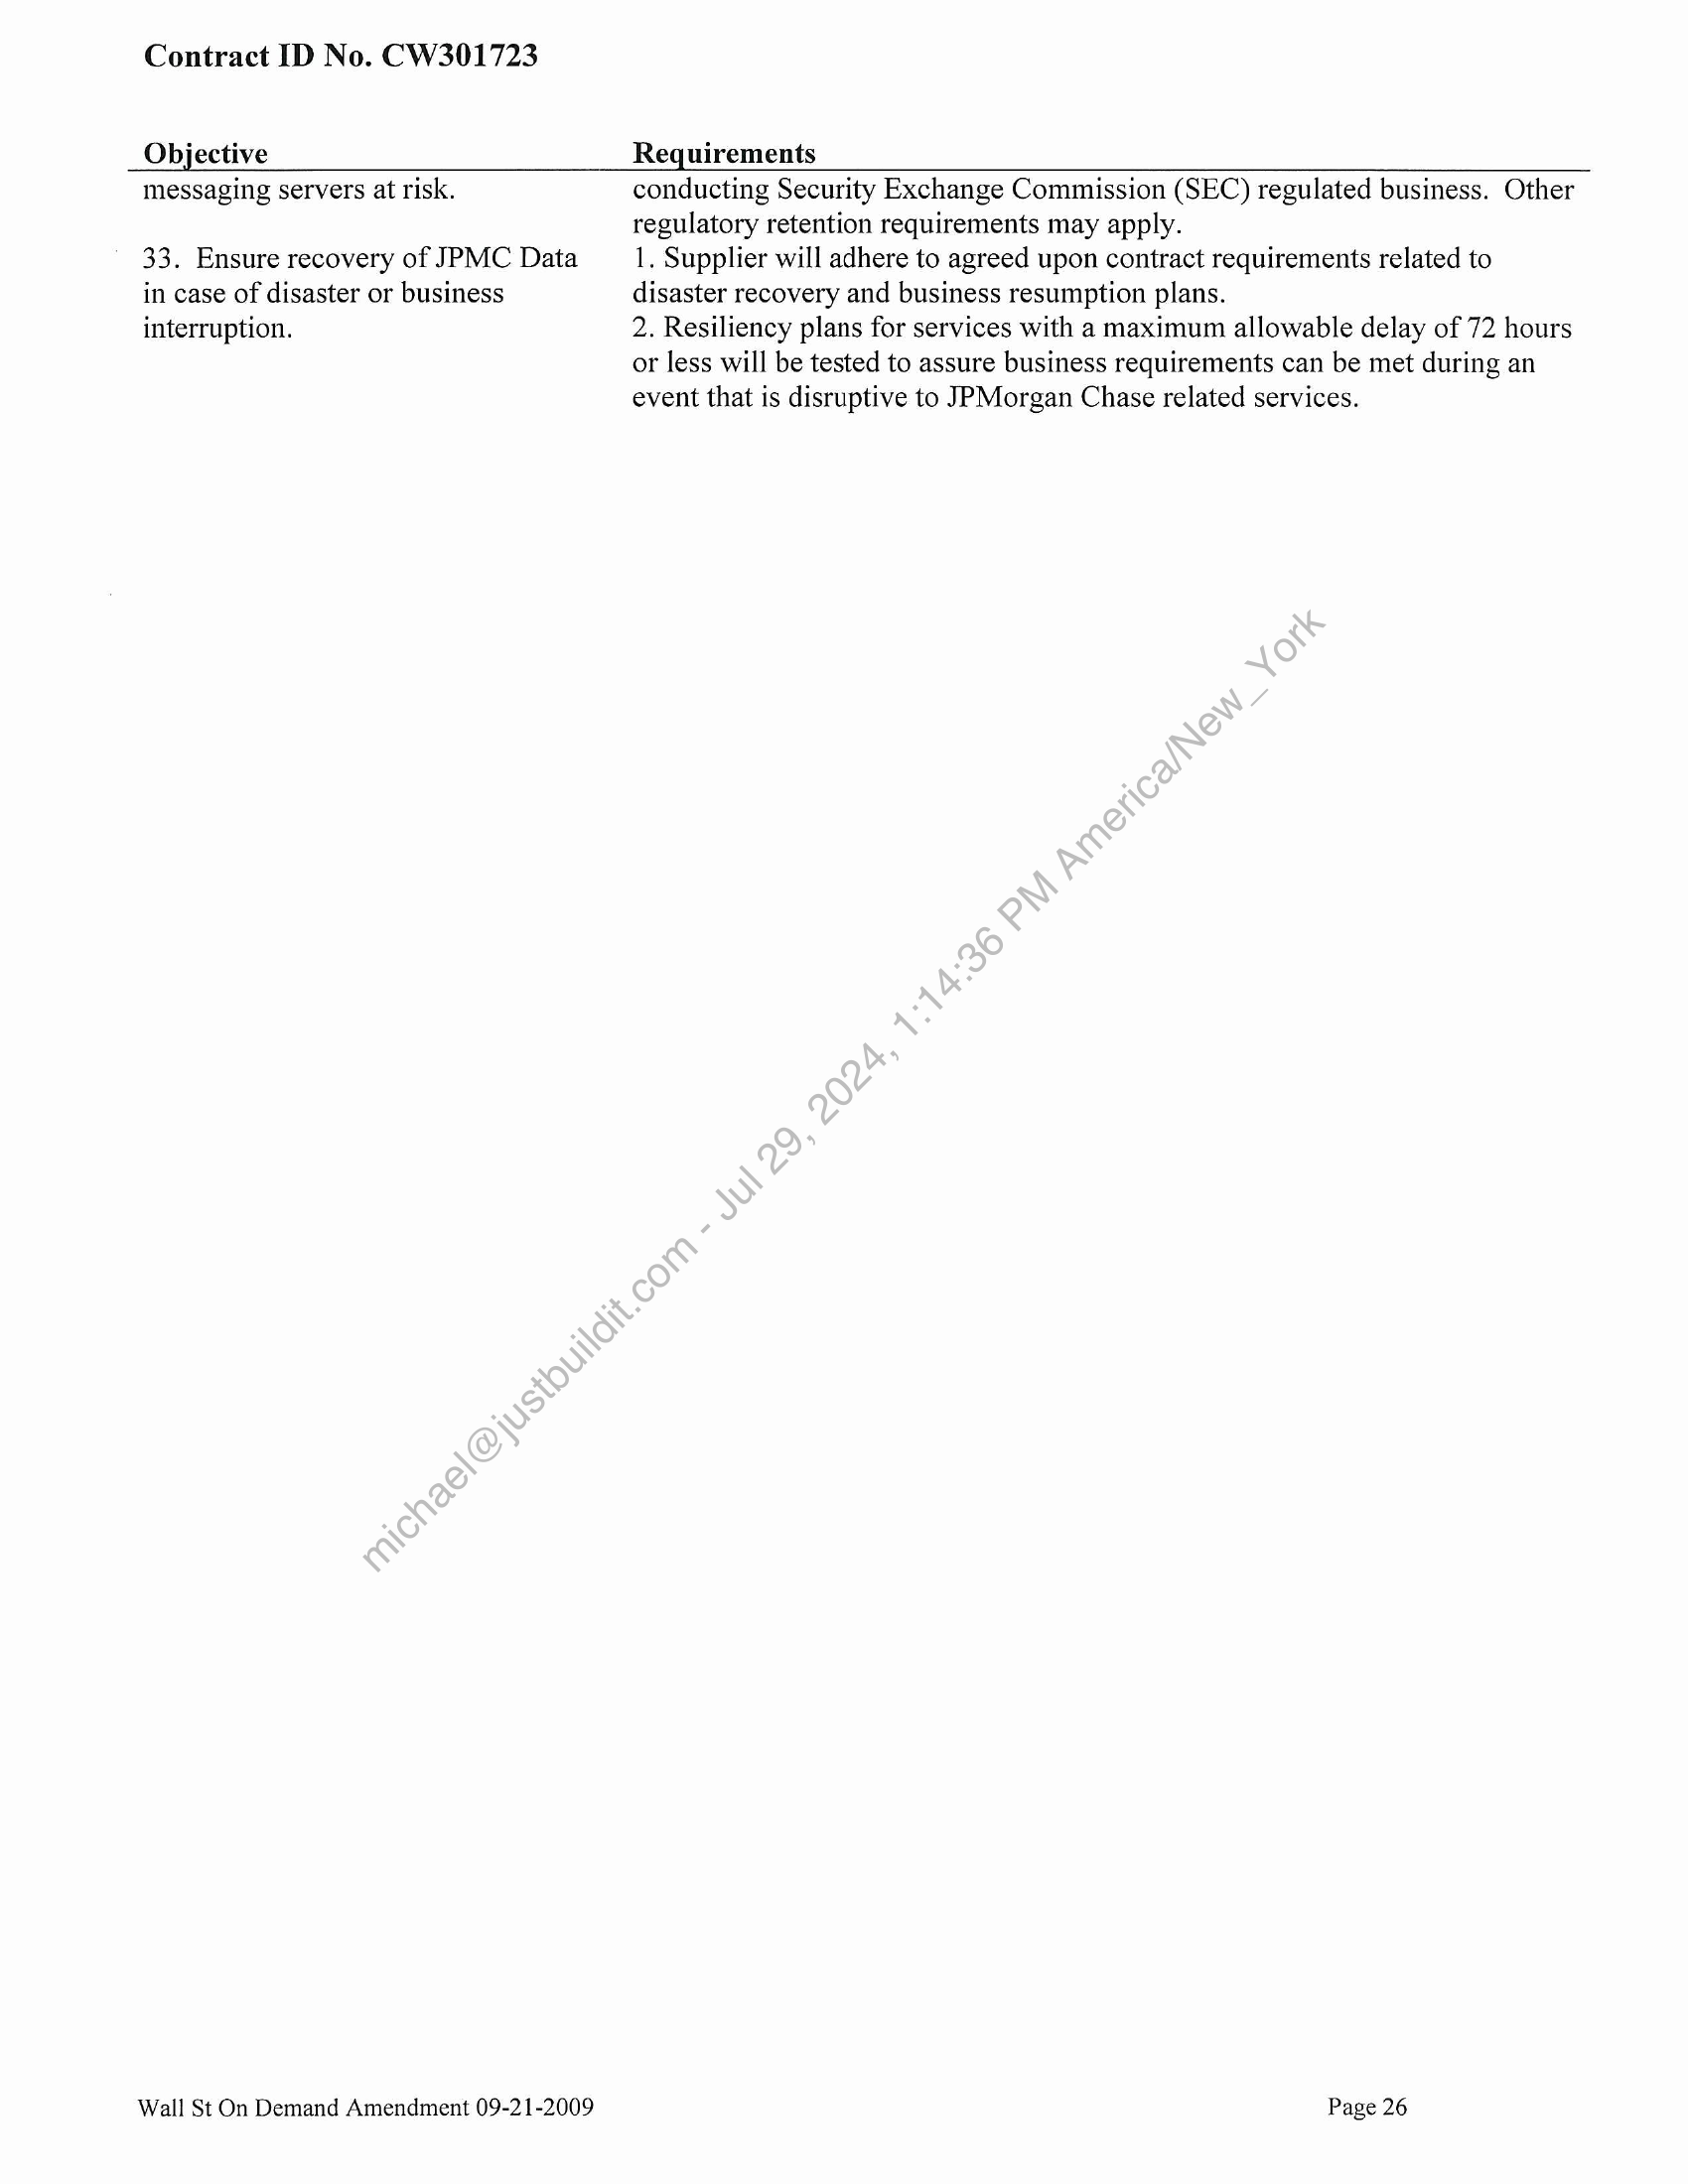 Contract ID No. CW301723
Objective Requirements
messaging servers at risk. conducting Security Exchange Commission (SEC) regulated business.  Other
regulatory retention requirements may apply.
33.  Ensure recovery of JPMC Data 1. Supplier will adhere to agreed upon contract requirements related to
in case of disaster or business disaster recovery and business resumption plans.
interruption. 2. Resiliency plans for services with a maximum allowable delay of 72 hours
or less will be tested to assure business requirements can be met during an
event that is disruptive to JPMorgan Chase related services.
michael@justbuildit.com - Jul 29, 2024, 1:14:36 PM America/New_York
Wall St On Demand Amendment 09-21-2009 Page 26